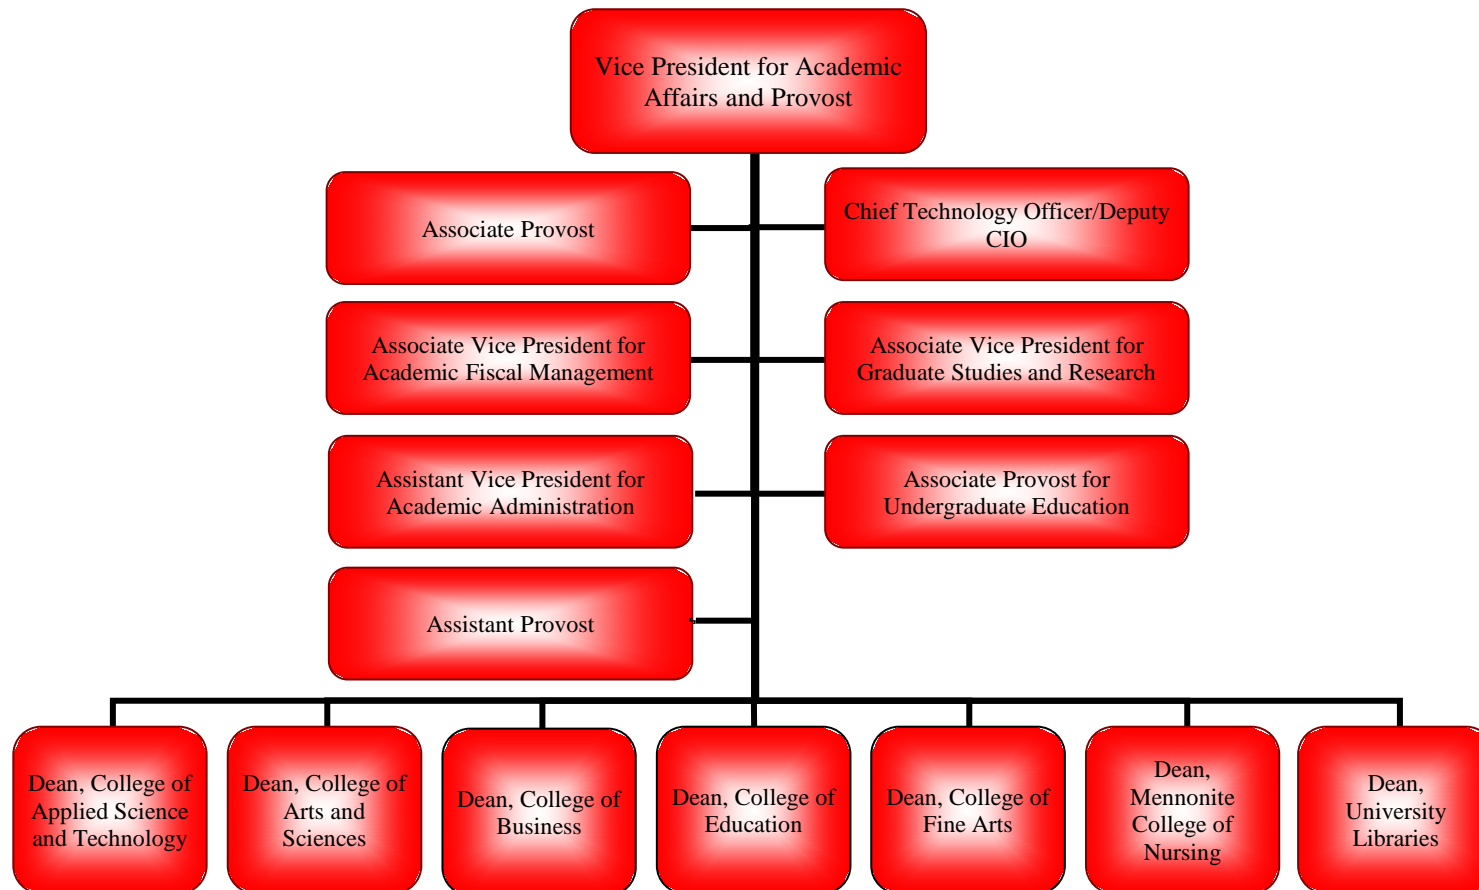 Vice President for Academic
Affairs and Provost
Associate Provost
Chief Technology Officer/Deputy
CIO
Associate Vice President for
Academic Fiscal Management
Associate Vice President for
Graduate Studies and Research
Assistant Vice President for
Academic Administration
Associate Provost for
Undergraduate Education
Assistant Provost
Dean, College of
Applied Science
and Technology
Dean, College of
Arts and
Sciences
Dean, College of
Business
Dean, College of
Education
Dean, College of
Fine Arts
Dean,
Mennonite
College of
Nursing
Dean,
University
Libraries